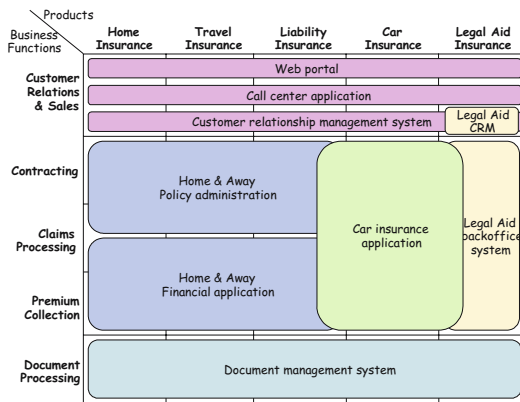 Products
Business
Functions
Home
Insurance
Travel
Insurance
Liability
Insurance
Car
Insurance
Legal Aid
Insurance
Customer
Relations
& Sales
Web portal
Call center application
Customer relationship management system
Legal Aid
CRM
Contracting
Home & Away
Policy administration
Car insurance
application
Legal Aid
backoffice
system
Claims
Processing
Home & Away
Financial application
Premium
Collection
Document
Processing
Document management system